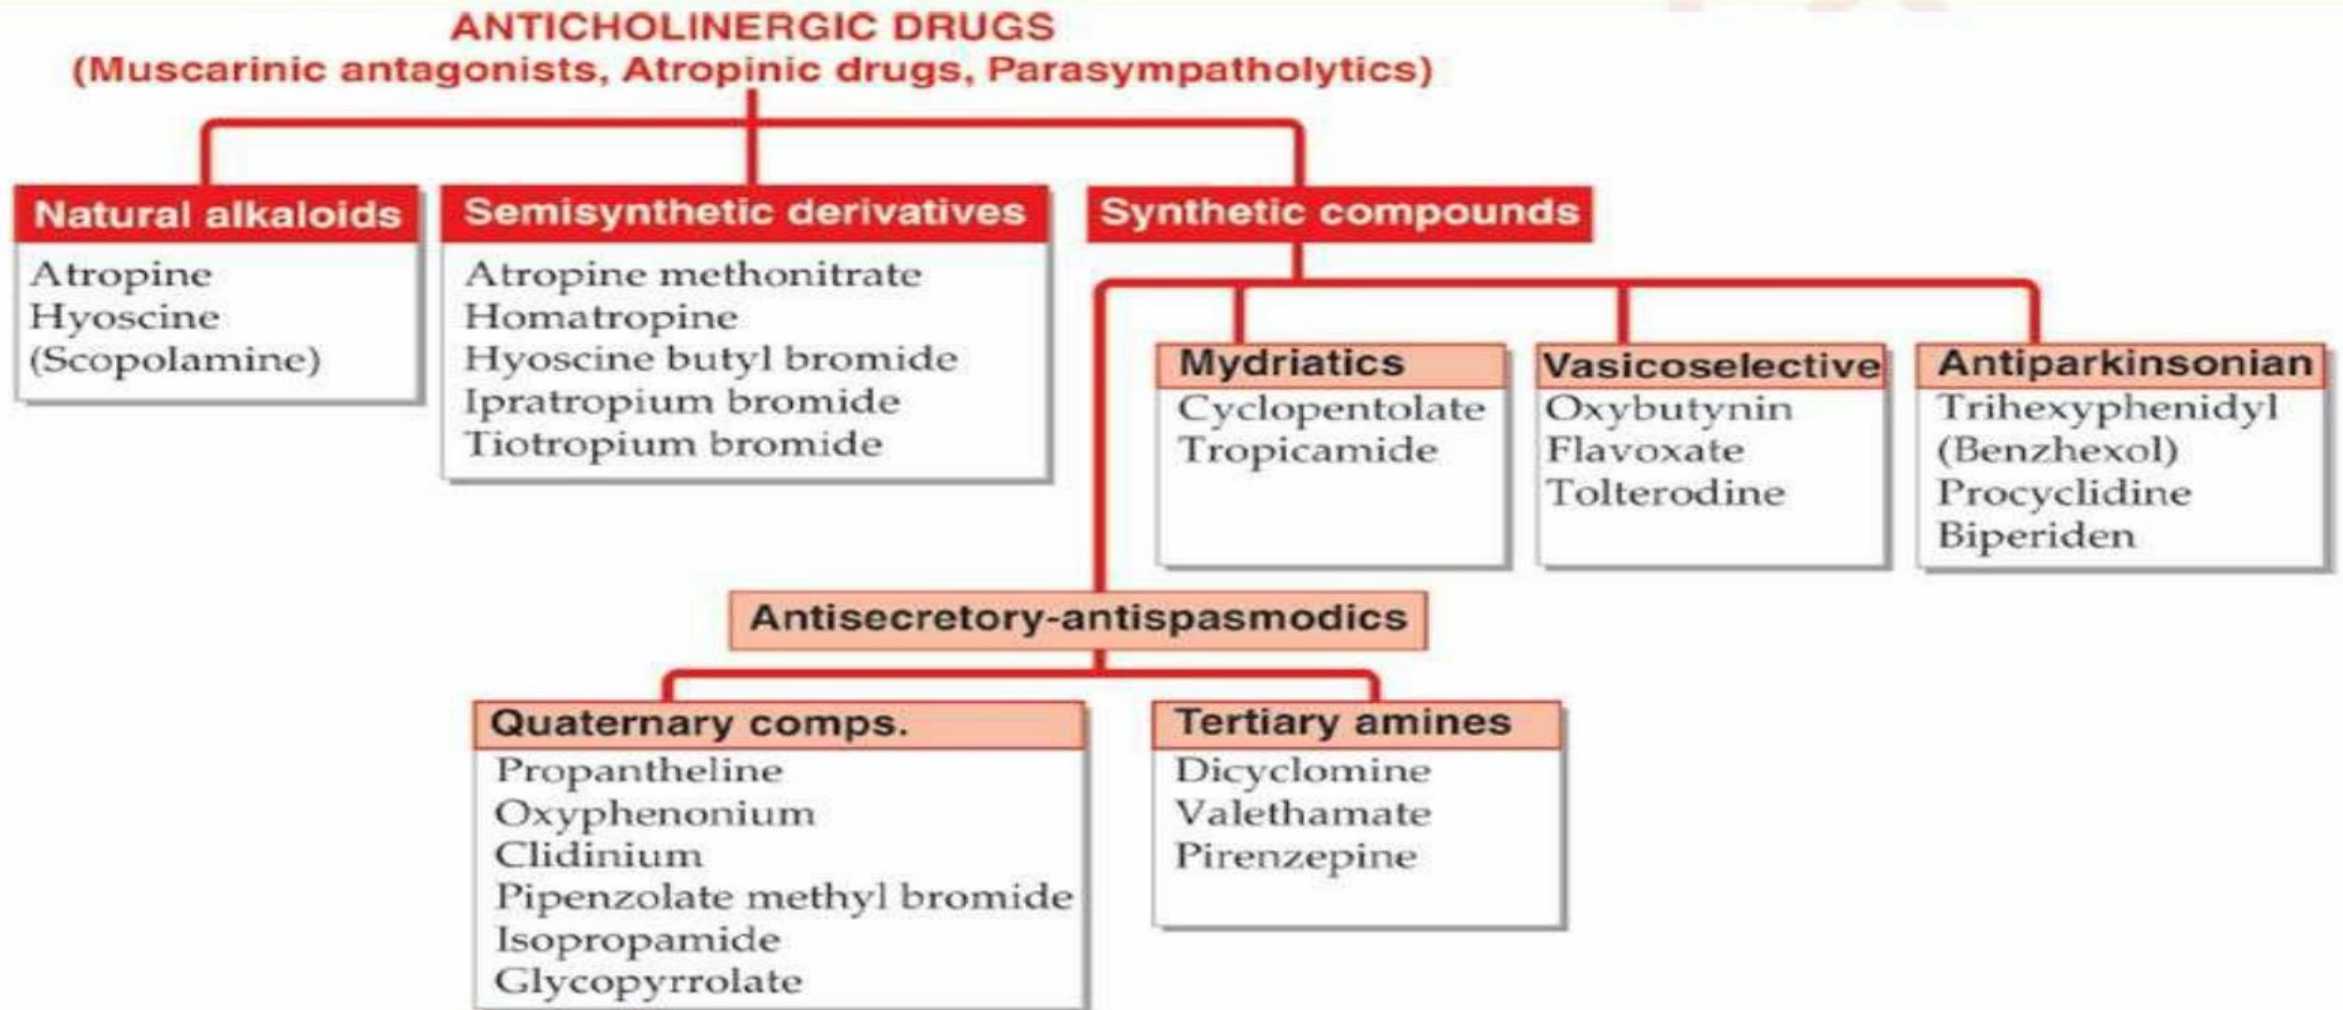 ANTICHOLINERGIC DRUGS
(Muscarinic antagonists, Atropinic drugs, Parasympatholytics)
Natural alkaloids
Atropine
Hyoscine
(Scopolamine)
Semisynthetic derivatives
Atropine methonitrate
Homatropine
Hyoscine butyl bromide
Ipratropium bromide
Tiotropium bromide
Synthetic compounds
Mydriatics
Cyclopentolate
Tropicamide
Vasicoselective
Oxybutynin
Flavoxate
Tolterodine
Antiparkinsonian
Trihexyphenidyl
(Benzhexol)
Procyclidine
Biperiden
Antisecretory-antispasmodics
Quaternary comps.
Propantheline
Oxyphenonium
Clidinium
Pipenzolate methyl bromide
Isopropamide
Glycopyrrolate
Tertiary amines
Dicyclomine
Valethamate
Pirenzepine